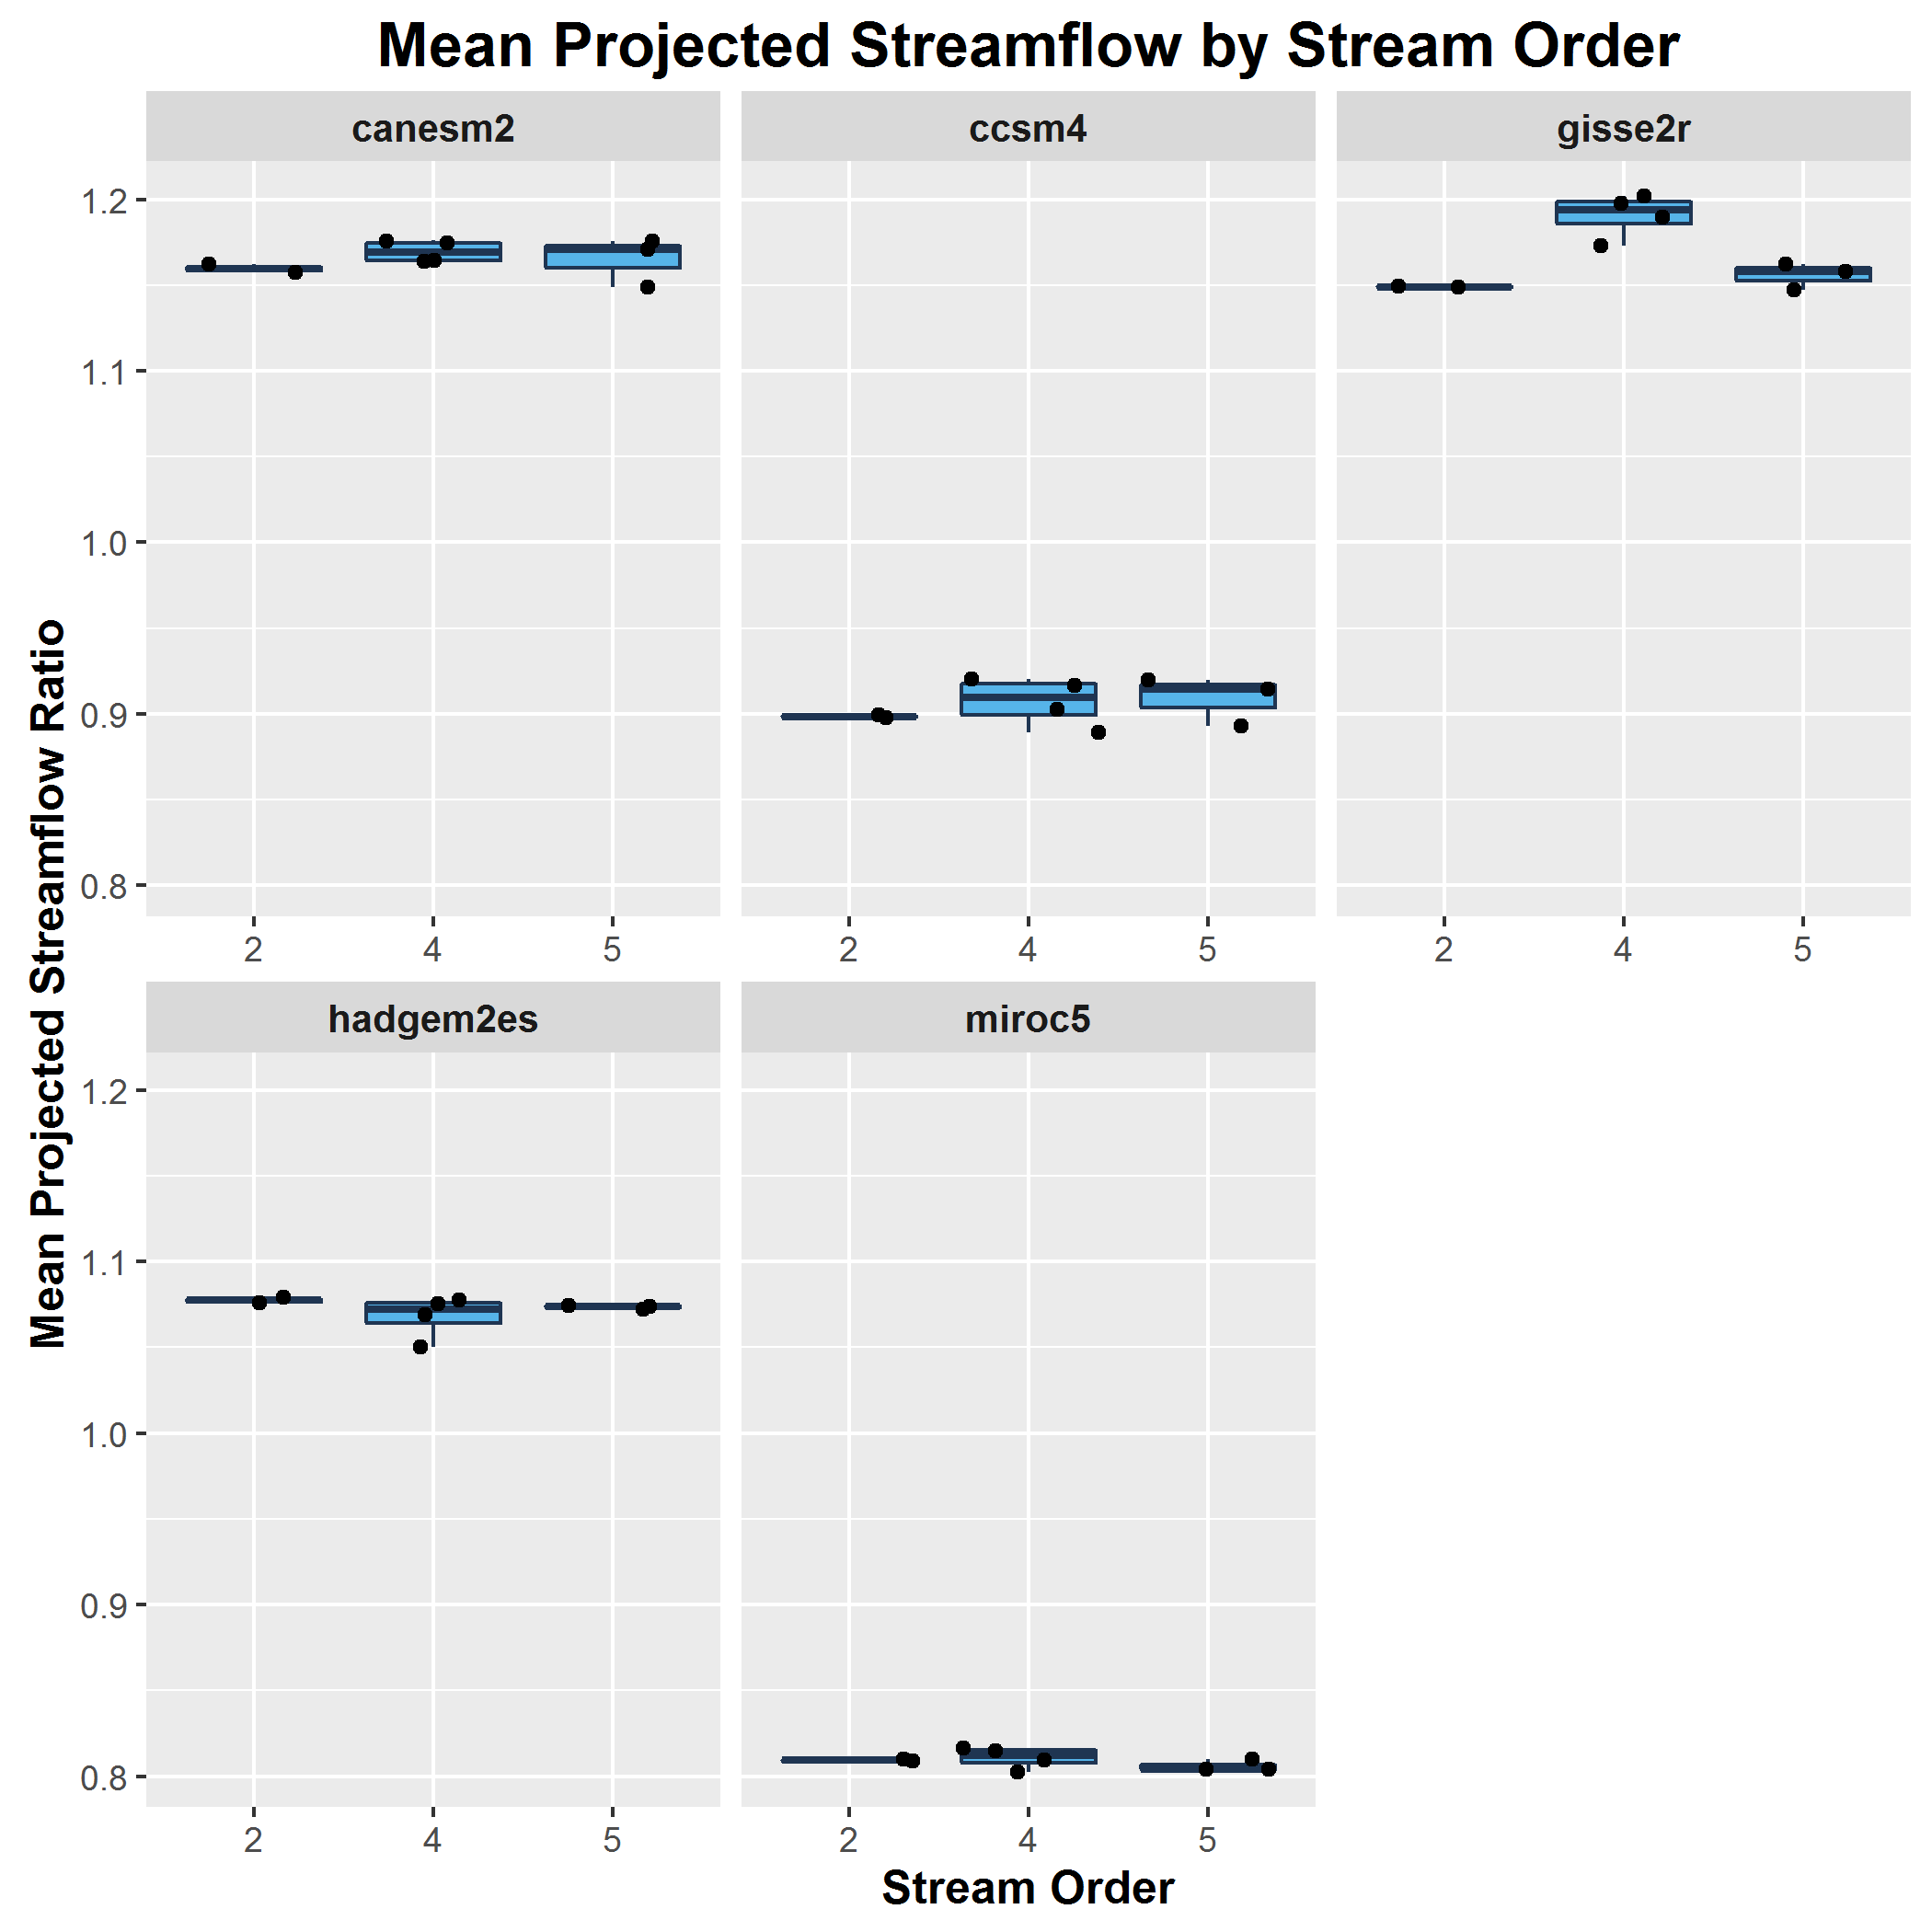 Mean Projected Streamflow by Stream Order
canesm2 ccsm4 gisse2r
Mean Projected Streamflow Ratio
1.2
1.1
1.0
0.9
0.8
2 4 5 2 4 5 2 4 5
hadgem2es miroc5
1.2
1.1
1.0
0.9
0.8
2 4 5 2 4 5
Stream Order